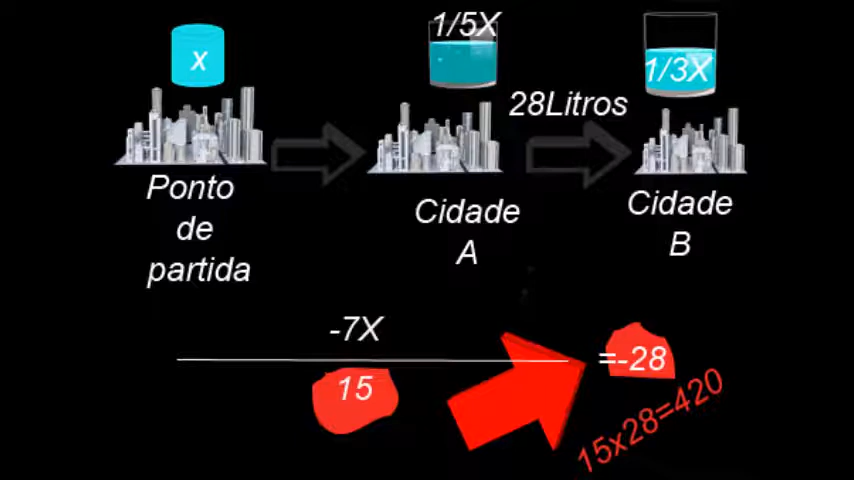 x
1/5X
1/3X
28Litros
Ponto
de
partida
Cidade
A
Cidade
B
-7X
15
=-28
15x28=420